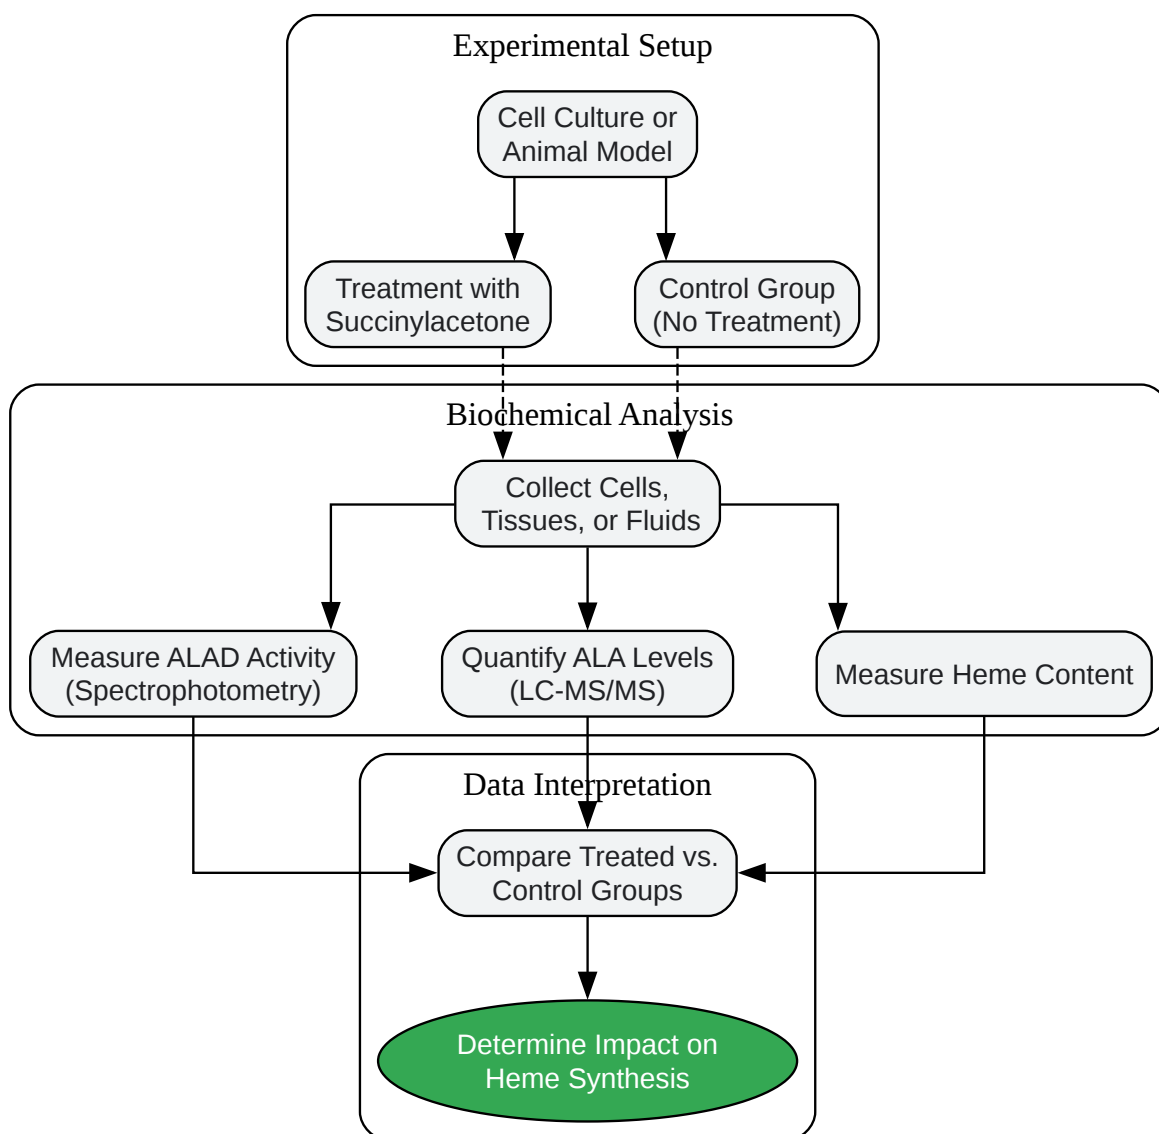 Experimental Setup
Cell Culture or
Animal Model
Treatment with
Succinylacetone
Control Group
(No Treatment)
Biochemical Analysis
Collect Cells,
Tissues, or Fluids
Measure ALAD Activity
(Spectrophotometry)
Quantify ALA Levels
(LC-MS/MS)
Measure Heme Content
Data Interpretation
Compare Treated vs.
Control Groups
Determine Impact on
Heme Synthesis